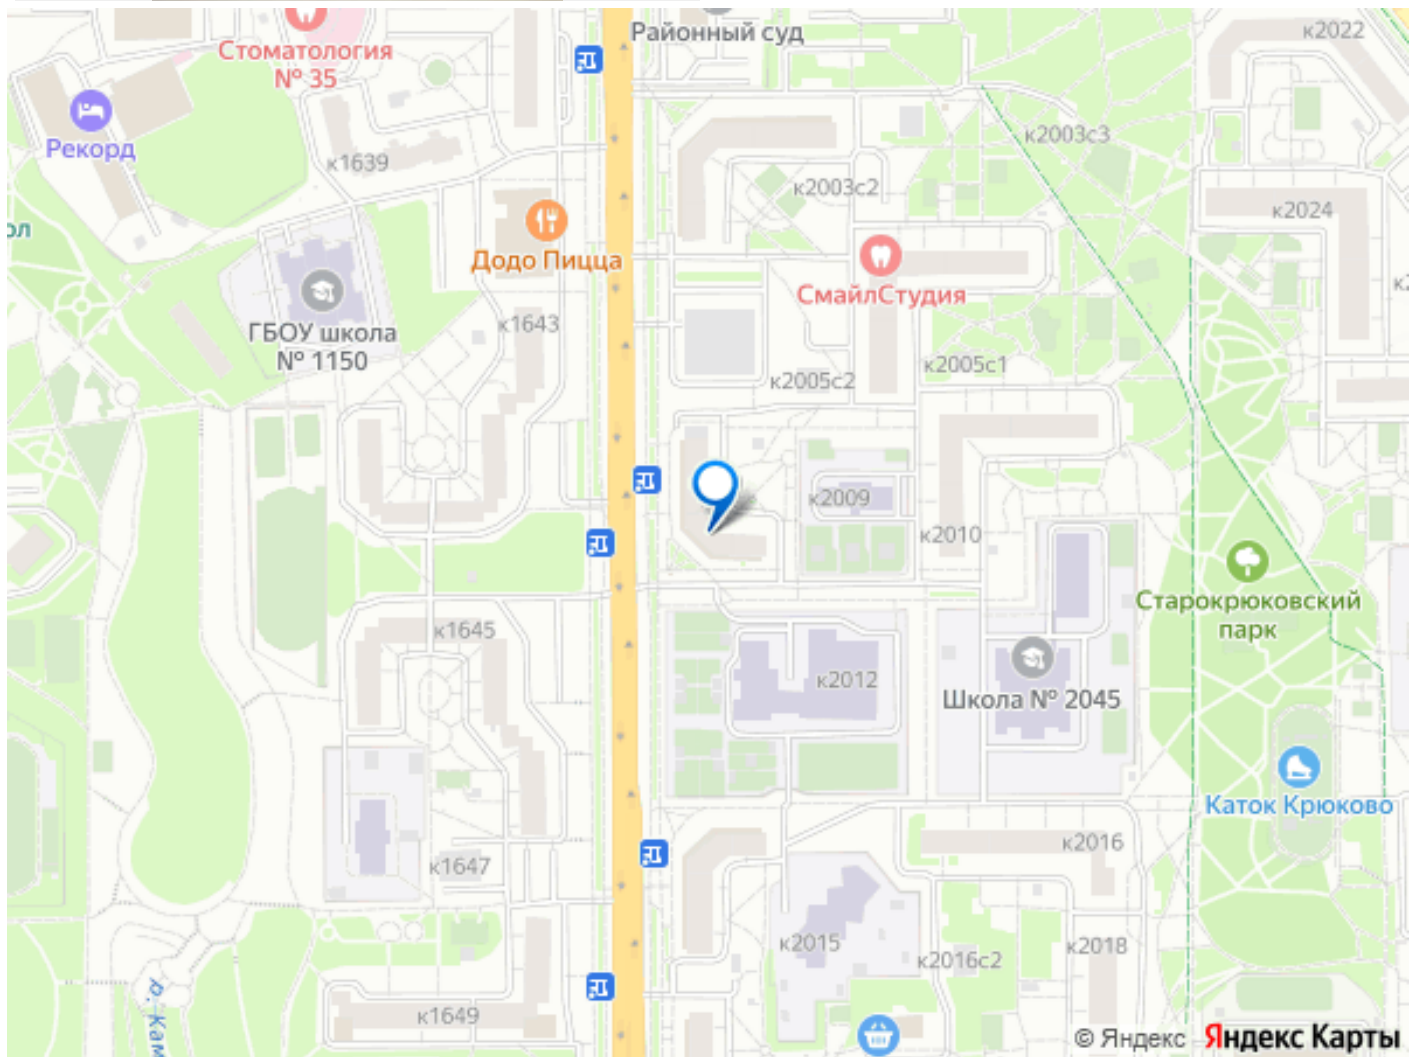 Районный суд
к2022
Стоматология
№ 35
Рекорд
к1639
к2003с3
к2003с2
к2024
ол
Додо Пицца
СмайлСтудия
ГБОУ школа
№ 1150
к1643
к2005с2
к2005с1
к2009
к2010
Старокрюковский
парк
к1645
к2012
Школа № 2045
Каток Крюково
к2016
к1647
к2015
к2016с2
к2018
р. Кам
к1649
© Яндекс Яндекс Карты